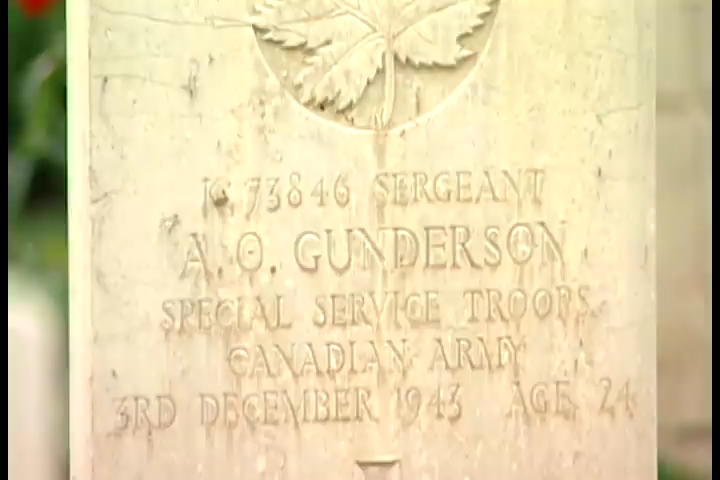 K. 73846 SERGEANT
A. O. GUNDERSON
SPECIAL SERVICE TROOPS
CANADIAN ARMY
3RD DECEMBER 1943 AGE 24